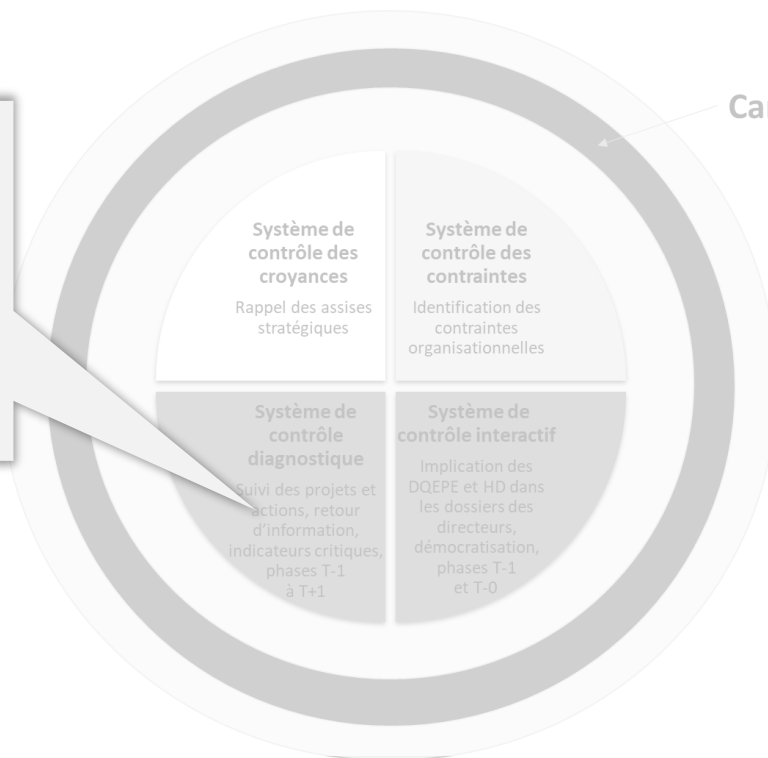 Système de
contrôle des
croyances
Rappel des assises
stratégiques
Système de
contrôle des
contraintes
Identification des
contraintes
organisationnelles
Système de
contrôle
diagnostique
Suivi des projets et
actions, retour
d'information,
indicateurs critiques,
phases T-1
à T+1
Système de
contrôle interactif
Implication des
DQEPE et HD dans
les dossiers des
directeurs,
démocratisation,
phases T-1
et T-0